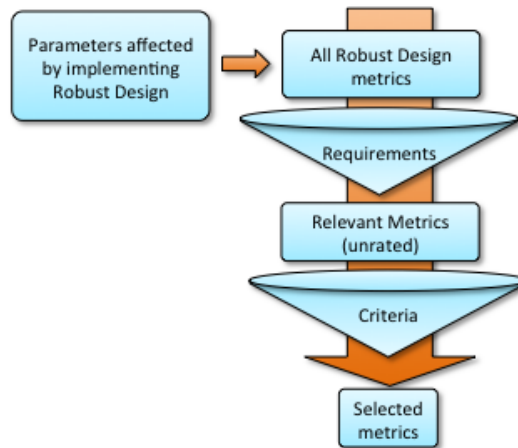 Parameters affected
by implementing
Robust Design
All Robust Design
metrics
Requirements
Relevant Metrics
(unrated)
Criteria
Selected
metrics